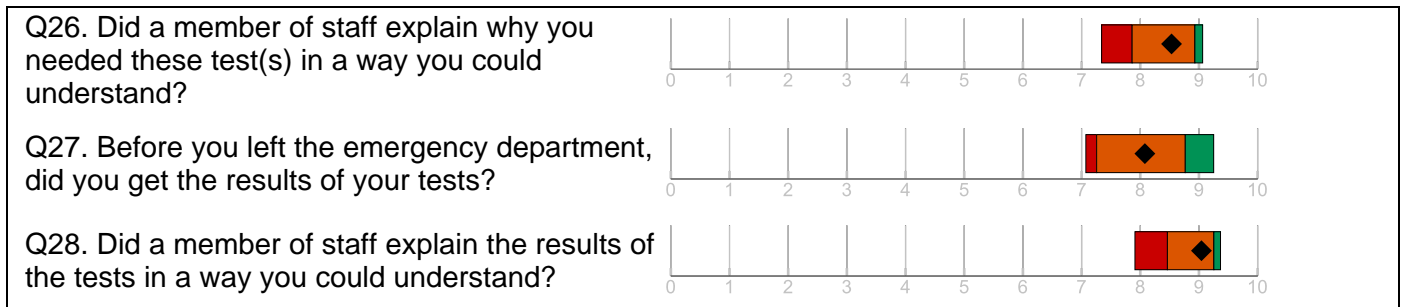 Q26. Did a member of staff explain why you
needed these test(s) in a way you could
understand?
0 1 2 3 4 5 6 7 8 9 10
Q27. Before you left the emergency department,
did you get the results of your tests?
0 1 2 3 4 5 6 7 8 9 10
Q28. Did a member of staff explain the results of
the tests in a way you could understand?
0 1 2 3 4 5 6 7 8 9 10